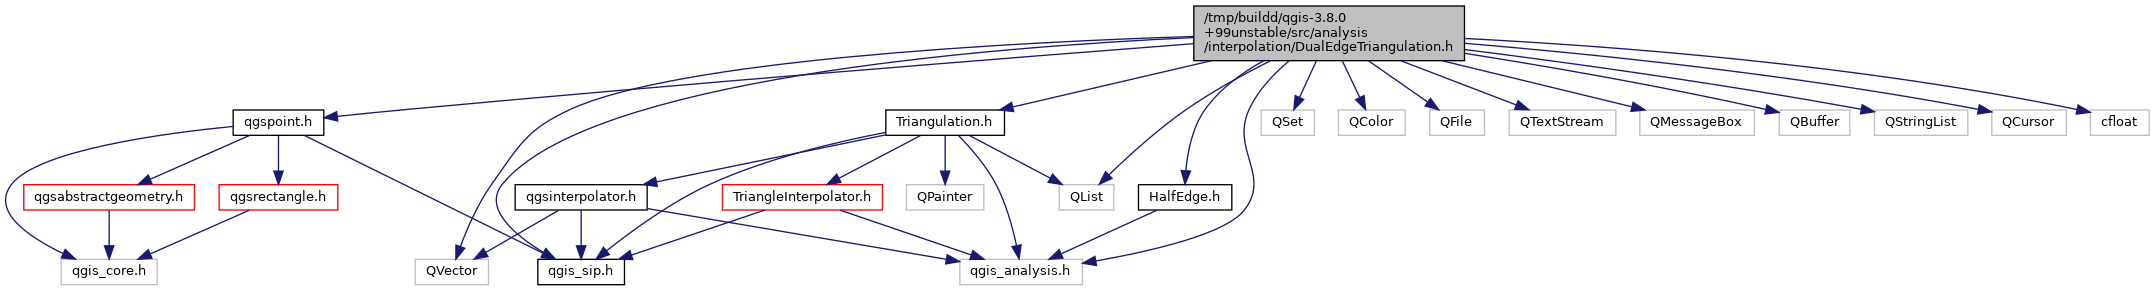 /tmp/buildd/qgis-3.8.0
+99unstable/src/analysis
/interpolation/DualEdgeTriangulation.h
qgspoint.h
Triangulation.h
QSet
QColor
QFile
QTextStream
QMessageBox
QBuffer
QStringList
QCursor
cfloat
qgsabstractgeometry.h
qgsrectangle.h
qgsinterpolator.h
TriangleInterpolator.h
QPainter
QList
HalfEdge.h
qgis_core.h
QVector
qgis_sip.h
qgis_analysis.h